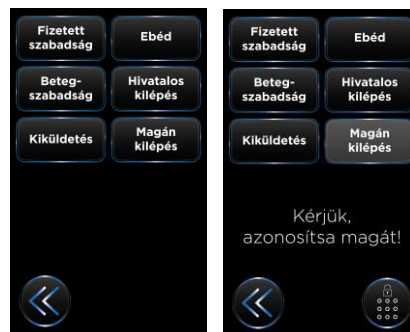 Fizetett
szabadság
Ebéd
Beteg-
szabadság
Hivatalos
kilépés
Kiküldetés
Magán
kilépés
Fizetett
szabadság
Ebéd
Beteg-
szabadság
Hivatalos
kilépés
Kiküldetés
Magán
kilépés
Kérjük,
azonosítsa magát!